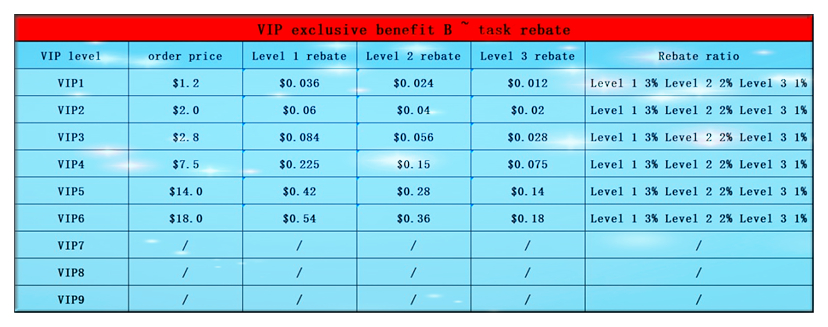 VIP exclusive benefit B ~ task rebate
VIP level order price Level 1 rebate Level 2 rebate Level 3 rebate Rebate ratio
VIP1 $1.2 $0.036 $0.024 $0.012 Level 1 3% Level 2 2% Level 3 1%
VIP2 $2.0 $0.06 $0.04 $0.02 Level 1 3% Level 2 2% Level 3 1%
VIP3 $2.8 $0.084 $0.056 $0.028 Level 1 3% Level 2 2% Level 3 1%
VIP4 $7.5 $0.225 $0.15 $0.075 Level 1 3% Level 2 2% Level 3 1%
VIP5 $14.0 $0.42 $0.28 $0.14 Level 1 3% Level 2 2% Level 3 1%
VIP6 $18.0 $0.54 $0.36 $0.18 Level 1 3% Level 2 2% Level 3 1%
VIP7 / / / / /
VIP8 / / / / /
VIP9 / / / / /